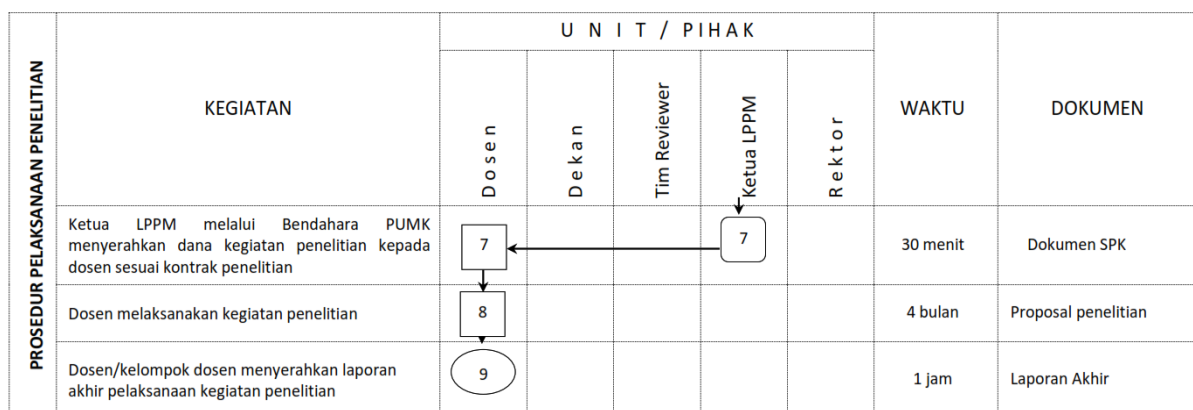 PROSEDUR PELAKSANAAN PENELITIAN
KEGIATAN
U N I T / PIHAK
D o s e n
D e k a n
Tim Reviewer
Ketua LPPM
R e k t o r
WAKTU
DOKUMEN
Ketua LPPM melalui Bendahara PUMK
menyerahkan dana kegiatan penelitian kepada
dosen sesuai kontrak penelitian
7
7
30 menit
Dokumen SPK
Dosen melaksanakan kegiatan penelitian
8
4 bulan
Proposal penelitian
Dosen/kelompok dosen menyerahkan laporan
akhir pelaksanaan kegiatan penelitian
9
1 jam
Laporan Akhir